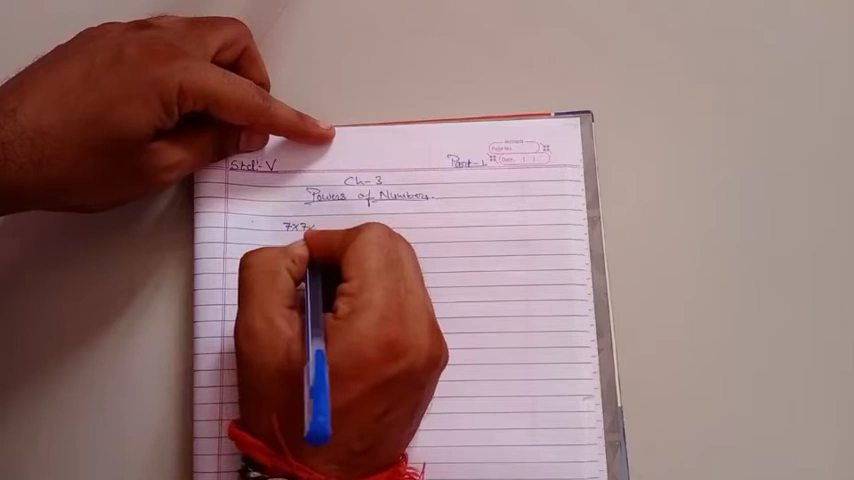 Std:- V
Part-1
Ch-3
Powers of Numbers.
7x7x